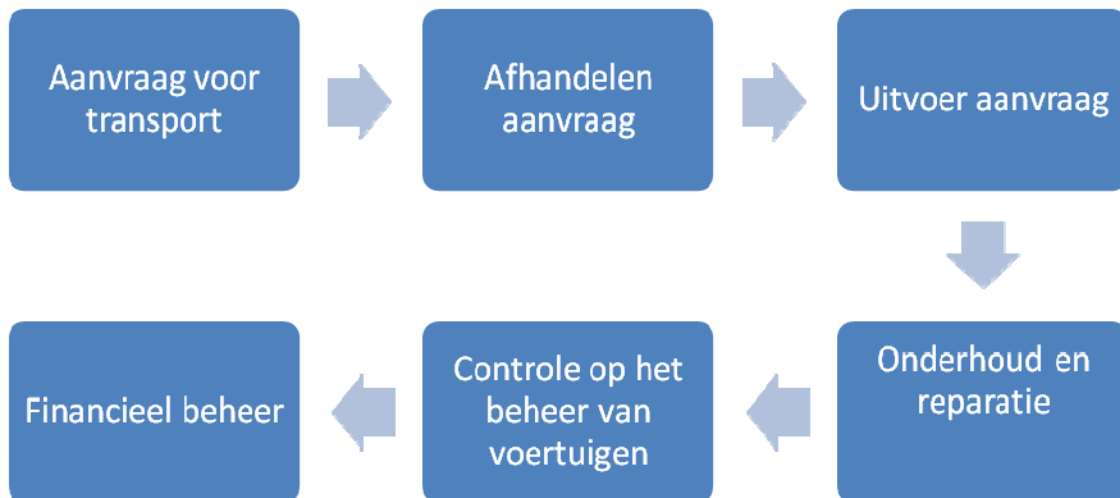 Aanvraag voor
transport
Afhandelen
aanvraag
Uitvoer aanvraag
Onderhoud en
reparatie
Controle op het
beheer van
voertuigen
Financieel beheer